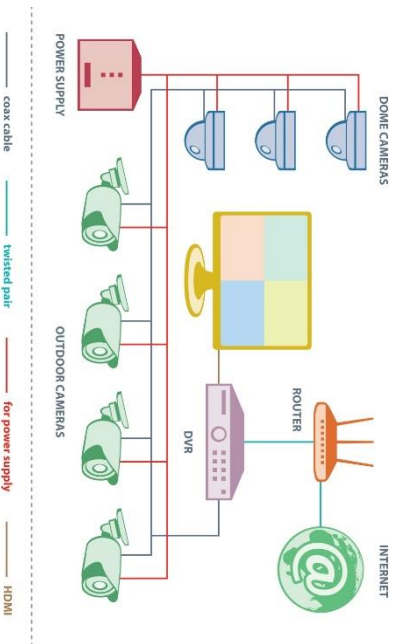 DOME CAMERAS
ROUTER
INTERNET
DVR
POWER SUPPLY
OUTDOOR CAMERAS
@
coax cable
twisted pair
for power supply
HDMI